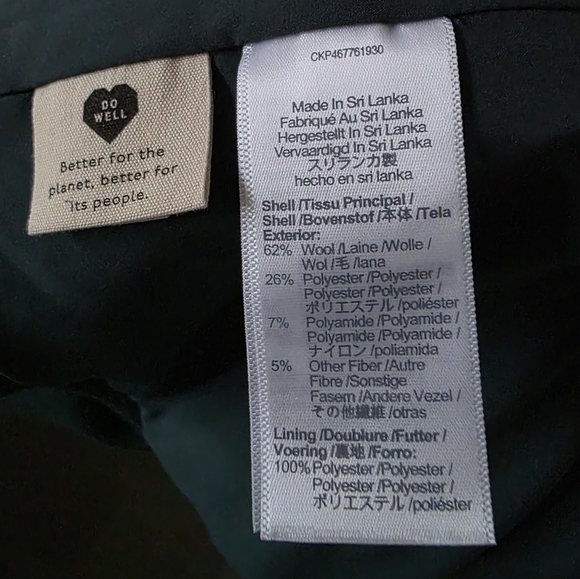 DO
WELL
Better for the
planet, better for
its people.
CKP467761930
Made In Sri Lanka
Fabriqué Au Sri Lanka
Hergestellt In Sri Lanka
Vervaardigd In Sri Lanka
スリランカ製
hecho en sri lanka
Shell /Tissu Principal /
Shell /Bovenstof /本体 /Tela
Exterior:
62% Wool /Laine /Wolle /
Wol /毛 /lana
26% Polyester /Polyester /
Polyester /Polyester /
ポリエステル /poliéster
7% Polyamide /Polyamide /
Polyamide /Polyamide /
ナイロン /poliamida
5% Other Fiber /Autre
Fibre /Sonstige
Fasern /Andere Vezel /
その他繊維 /otras
Lining /Doublure /Futter /
Voering /裏地 /Forro:
100% Polyester /Polyester /
Polyester /Polyester /
ポリエステル /poliéster